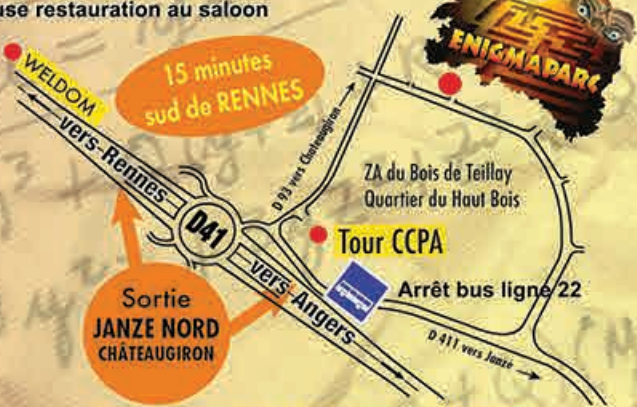 use restauration au saloon
ENIGMAPARC
WELDOM
15 minutes
sud de RENNES
vers Rennes
D 93 vers Chateaugiron
ZA du Bois de Teillay
Quartier du Haut Bois
D41
Tour CCPA
vers Angers
Arrêt bus ligne 22
Sortie
JANZE NORD
CHÂTEAUGIRON
D 411 vers Janzé